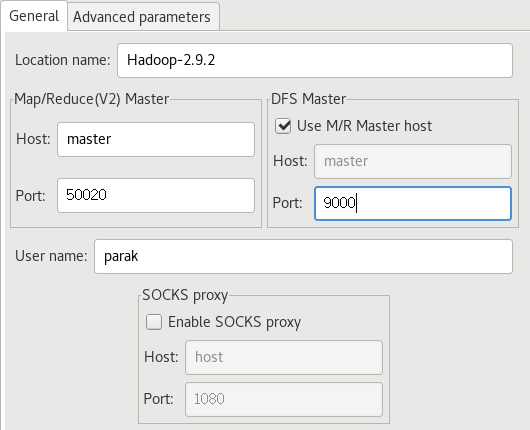 General Advanced parameters
Location name: Hadoop-2.9.2
Map/Reduce(V2) Master
Host: master
Port: 50020
DFS Master
Use M/R Master host
Host: master
Port: 9000
User name: parak
SOCKS proxy
Enable SOCKS proxy
Host: host
Port: 1080